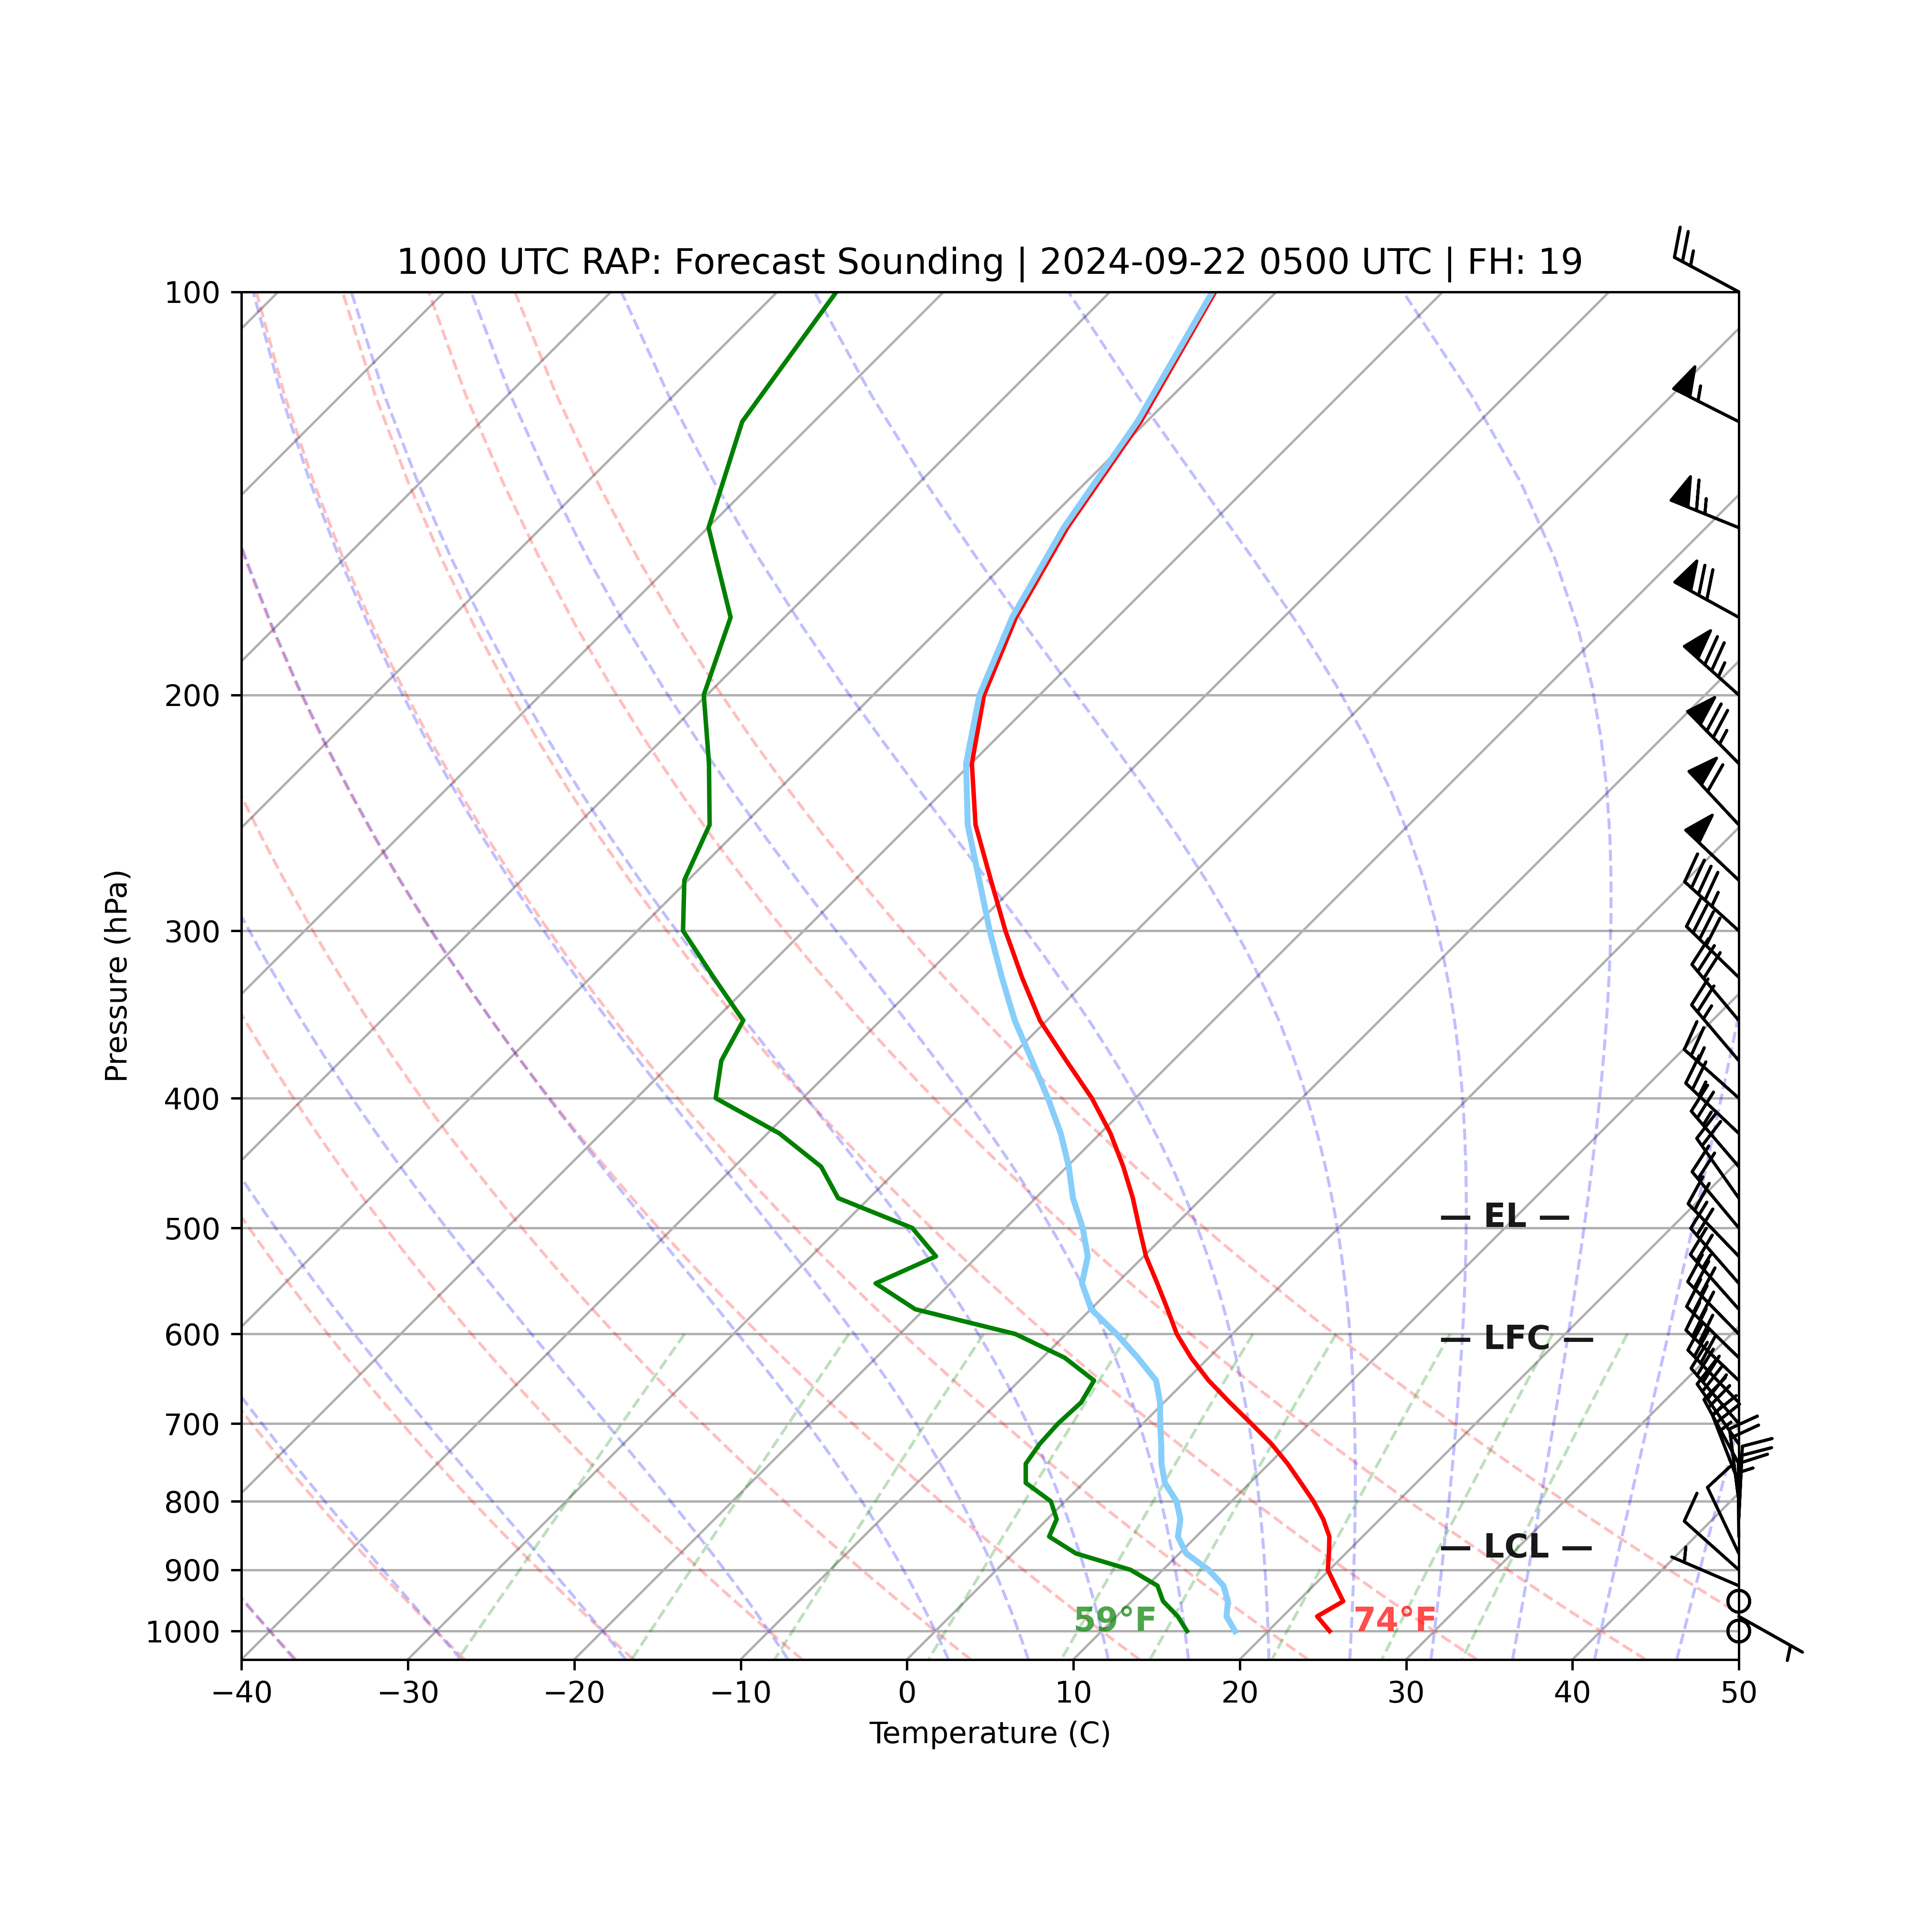 1000 UTC RAP: Forecast Sounding | 2024-09-22 0500 UTC | FH: 19
100
200
300
400
500
600
700
800
900
1000
Pressure (hPa)
— EL —
— LFC —
— LCL —
59°F
74°F
−40 −30 −20 −10 0 10 20 30 40 50
Temperature (C)